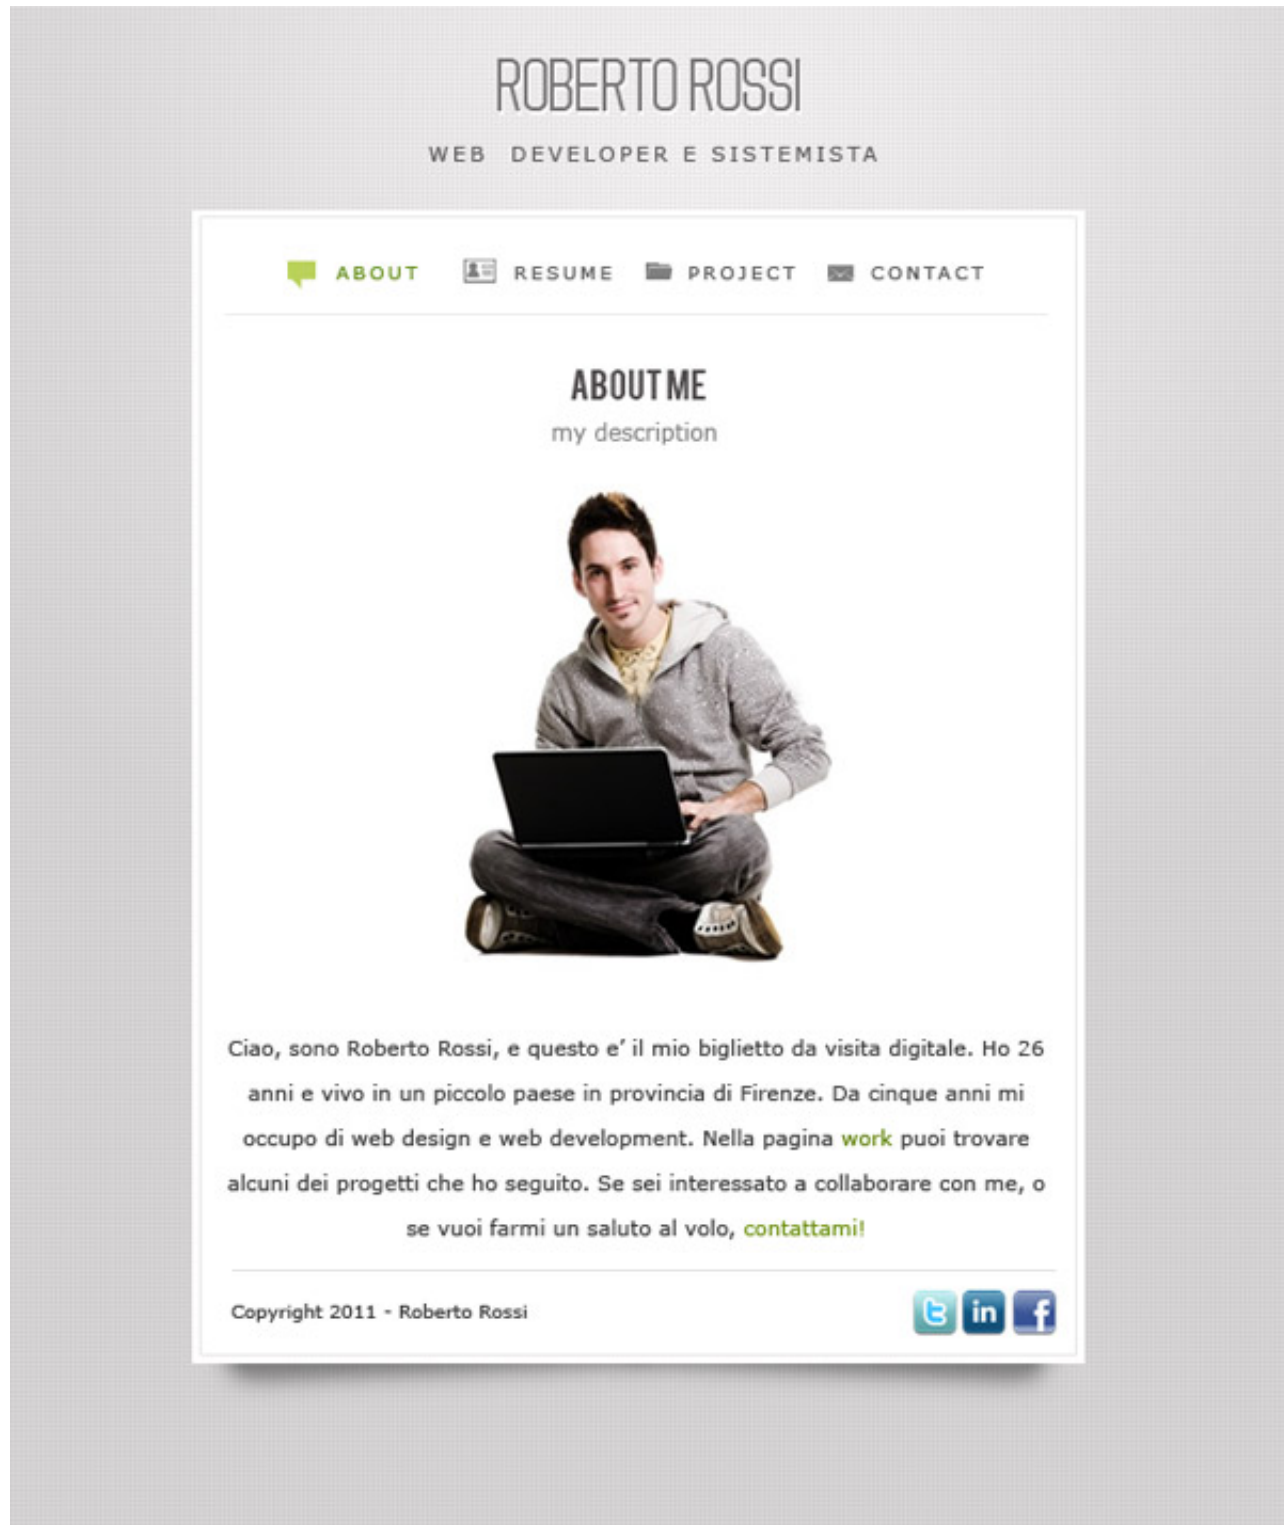 ROBERTO ROSSI
WEB DEVELOPER E SISTEMISTA
ABOUT RESUME PROJECT CONTACT
ABOUT ME
my description
Ciao, sono Roberto Rossi, e questo e’ il mio biglietto da visita digitale. Ho 26
anni e vivo in un piccolo paese in provincia di Firenze. Da cinque anni mi
occupo di web design e web development. Nella pagina work puoi trovare
alcuni dei progetti che ho seguito. Se sei interessato a collaborare con me, o
se vuoi farmi un saluto al volo, contattami!
Copyright 2011 - Roberto Rossi t in f